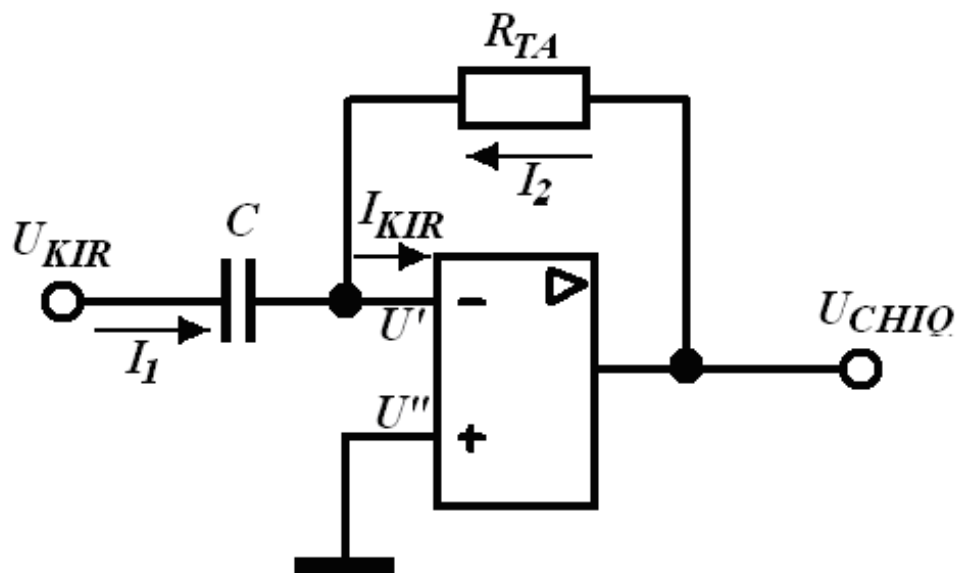 R_TA
I_2
I_KIR
C
U_KIR
I_1
-
U'
U_CHIQ
U"
+